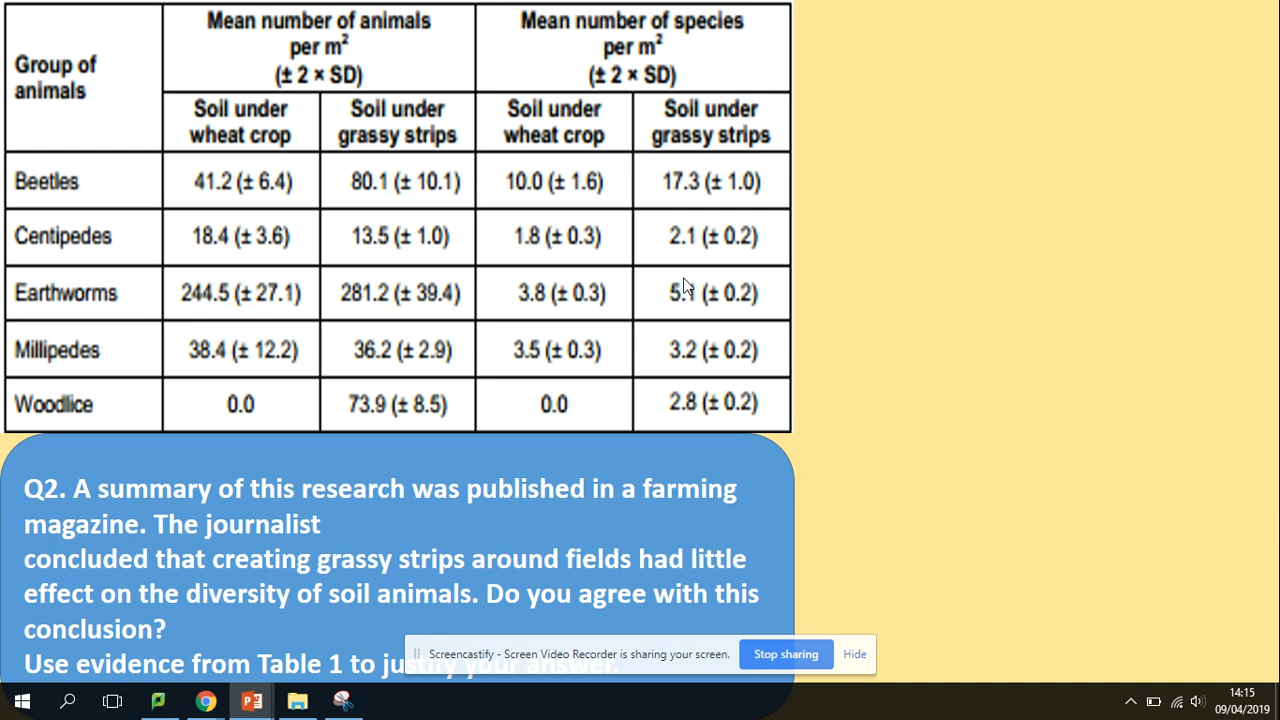 Group of animals
Mean number of animals per m² (± 2 × SD)
Mean number of species per m² (± 2 × SD)
Soil under wheat crop
Soil under grassy strips
Soil under wheat crop
Soil under grassy strips
Beetles 41.2 (± 6.4) 80.1 (± 10.1) 10.0 (± 1.6) 17.3 (± 1.0)
Centipedes 18.4 (± 3.6) 13.5 (± 1.0) 1.8 (± 0.3) 2.1 (± 0.2)
Earthworms 244.5 (± 27.1) 281.2 (± 39.4) 3.8 (± 0.3) 5.1 (± 0.2)
Millipedes 38.4 (± 12.2) 36.2 (± 2.9) 3.5 (± 0.3) 3.2 (± 0.2)
Woodlice 0.0 73.9 (± 8.5) 0.0 2.8 (± 0.2)
Q2. A summary of this research was published in a farming
magazine. The journalist
concluded that creating grassy strips around fields had little
effect on the diversity of soil animals. Do you agree with this
conclusion?
Use evidence from Table 1 to justify your answer.
Screencastify - Screen Video Recorder is sharing your screen.
Stop sharing
Hide
14:15
09/04/2019